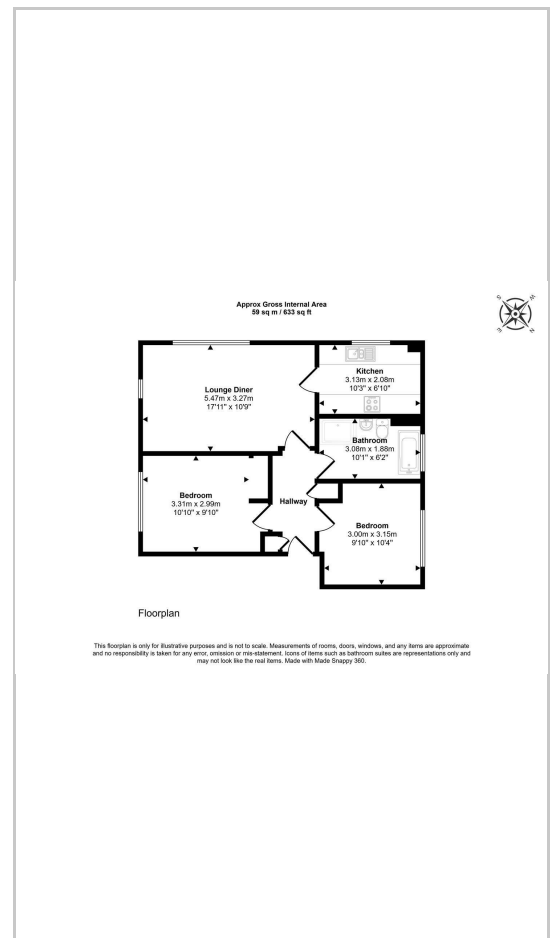 Approx Gross Internal Area
59 sq m / 633 sq ft
S
W
E
N
Kitchen
3.13m x 2.08m
10'3" x 6'10"
Lounge Diner
5.47m x 3.27m
17'11" x 10'9"
Bathroom
3.08m x 1.88m
10'1" x 6'2"
Bedroom
3.31m x 2.99m
10'10" x 9'10"
Hallway
Bedroom
3.00m x 3.15m
9'10" x 10'4"
Floorplan
This floorplan is only for illustrative purposes and is not to scale. Measurements of rooms, doors, windows, and any items are approximate
and no responsibility is taken for any error, omission or mis-statement. Icons of items such as bathroom suites are representations only and
may not look like the real items. Made with Made Snappy 360.